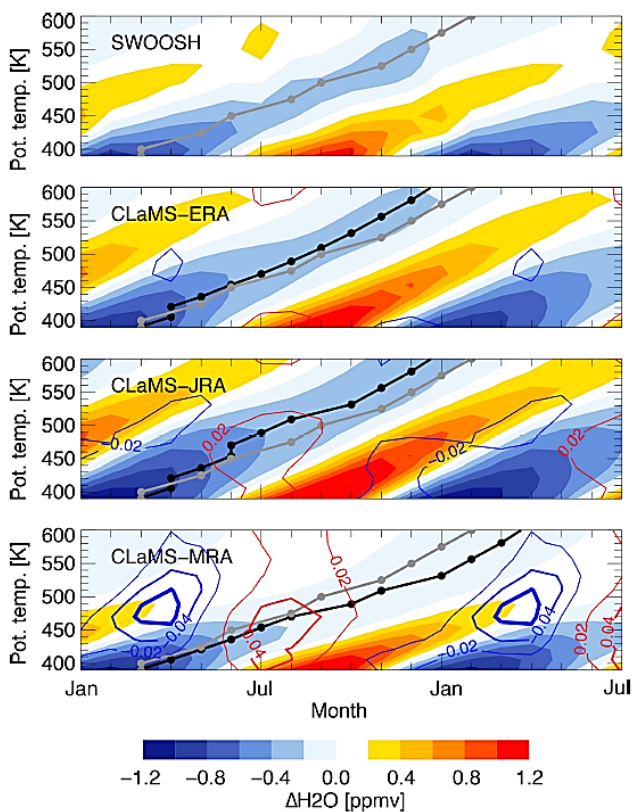 SWOOSH
Pot. temp. [K]
600
550
500
450
400
CLaMS-ERA
Pot. temp. [K]
600
550
500
450
400
CLaMS-JRA
Pot. temp. [K]
600
550
500
450
400
-0.02
0.02
-0.02
0.02
CLaMS-MRA
Pot. temp. [K]
600
550
500
450
400
-0.04
-0.02
0.02
0.04
-0.04
-0.02
0.02
0.04
Jan Jul Jan Jul
Month
-1.2 -0.8 -0.4 0.0 0.4 0.8 1.2
ΔH2O [ppmv]